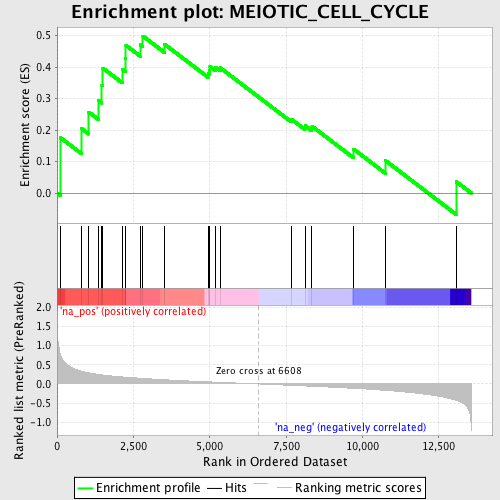 Enrichment plot: MEIOTIC_CELL_CYCLE
Enrichment score (ES)
0.5
0.4
0.3
0.2
0.1
0.0
'na_pos' (positively correlated)
Ranked list metric (PreRanked)
2.0
1.5
1.0
0.5
0.0
-0.5
-1.0
Zero cross at 6608
'na_neg' (negatively correlated)
0
2,500
5,000
7,500
10,000
12,500
Rank in Ordered Dataset
Enrichment profile
Hits
Ranking metric scores